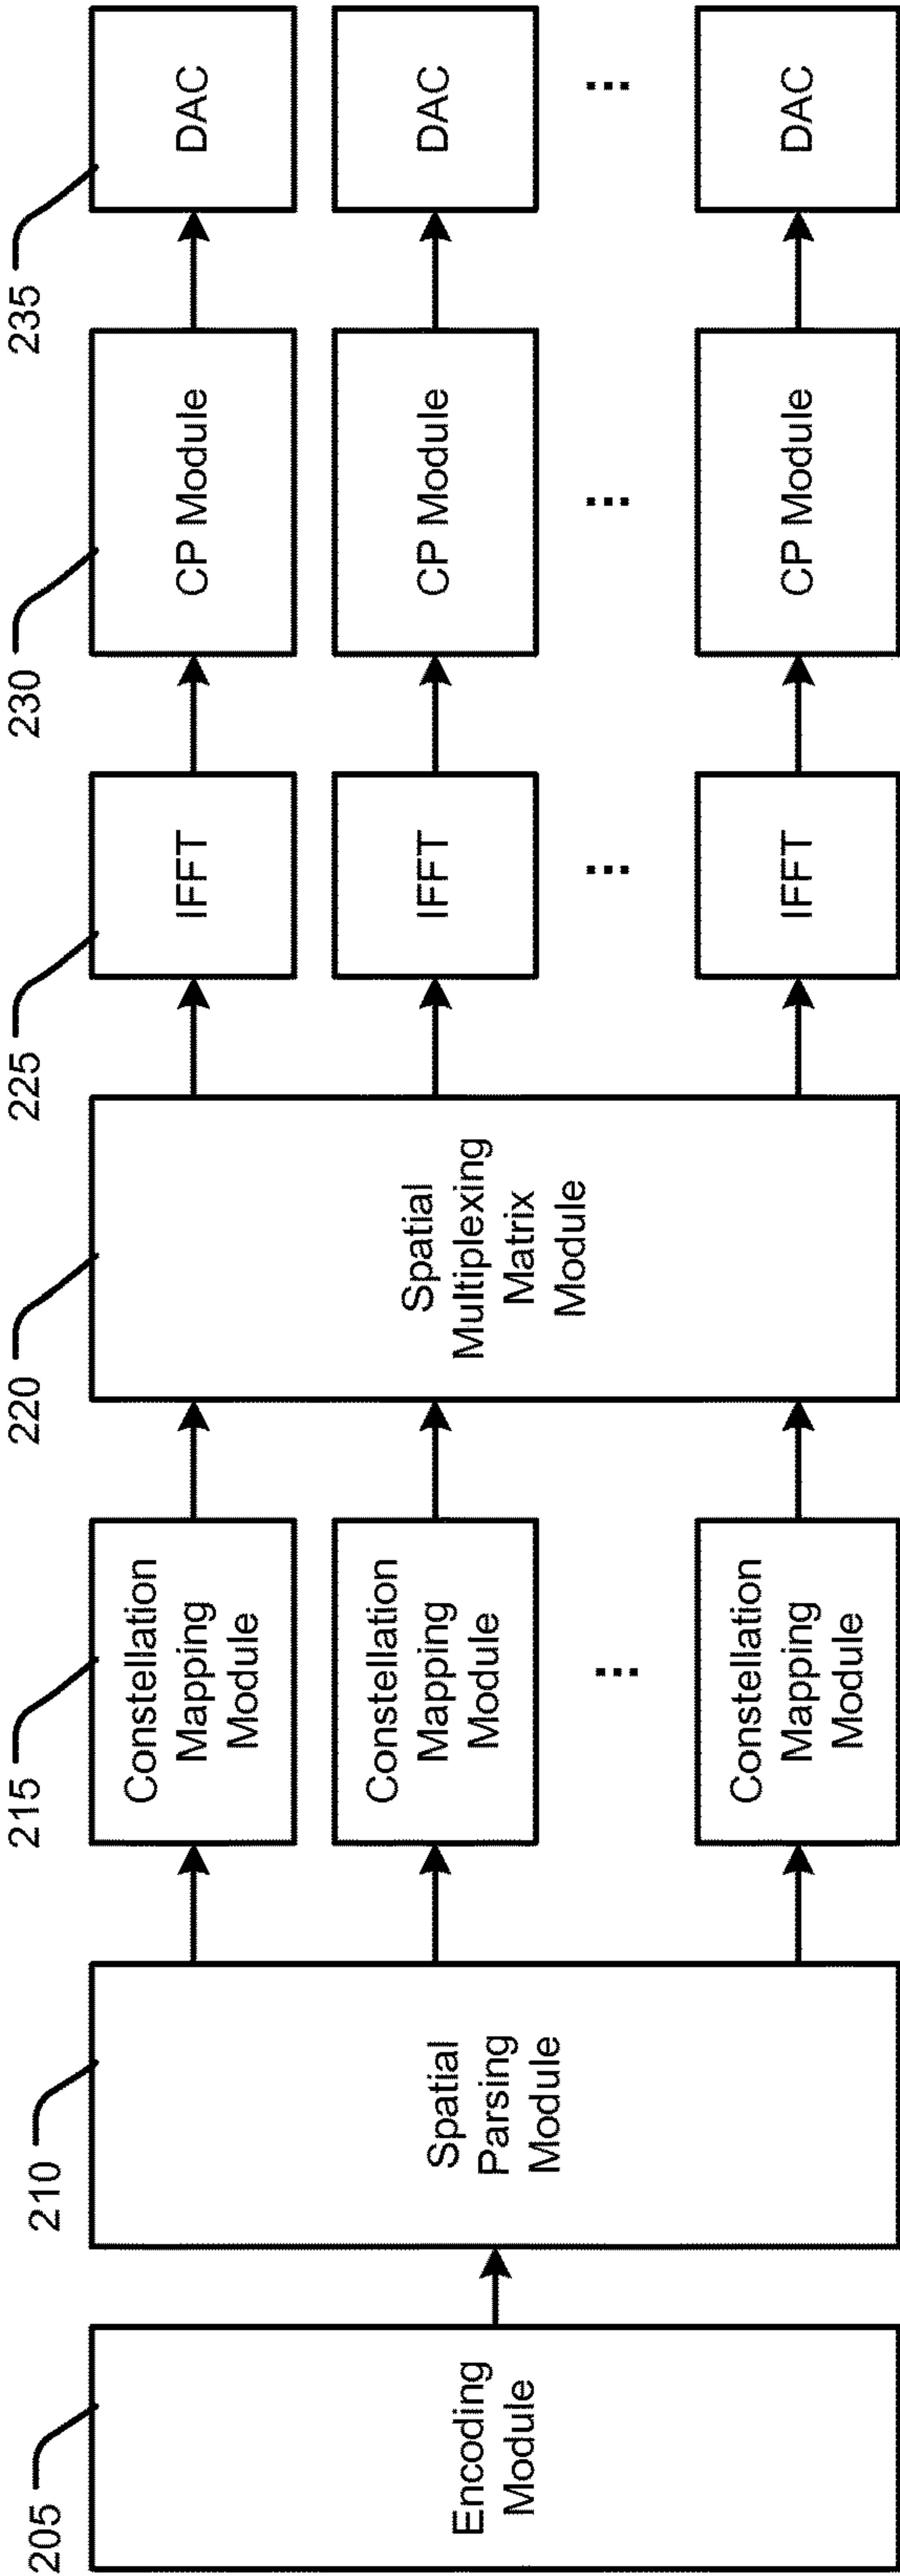 205
210
215
220
225
230
235
Encoding
Module
Spatial
Parsing
Module
Constellation
Mapping
Module
Constellation
Mapping
Module
...
Constellation
Mapping
Module
Spatial
Multiplexing
Matrix
Module
IFFT
IFFT
...
IFFT
CP Module
CP Module
...
CP Module
DAC
DAC
...
DAC